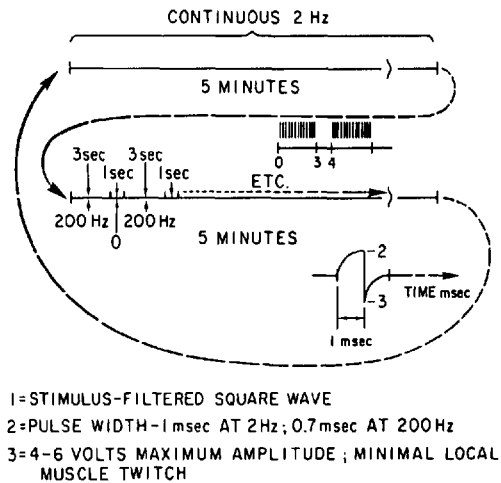 CONTINUOUS 2 Hz
5 MINUTES
3sec 3sec
1sec 1sec
0 3 4
ETC.
200 Hz 200 Hz
0
5 MINUTES
-2
-3
TIME msec
1 msec
1=STIMULUS-FILTERED SQUARE WAVE
2=PULSE WIDTH-1msec AT 2Hz; 0.7msec AT 200Hz
3=4-6 VOLTS MAXIMUM AMPLITUDE; MINIMAL LOCAL
MUSCLE TWITCH